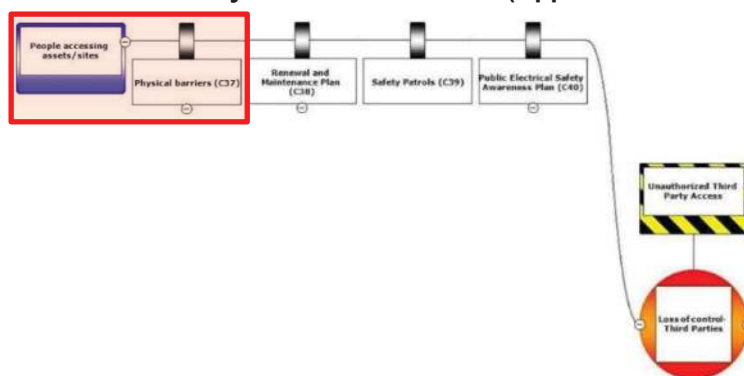 People accessing
assets/sites
Physical barriers (C37)
Renewal and
Maintenance Plan
(C38)
Safety Patrols (C39)
Public Electrical Safety
Awareness Plan (C40)
Unauthorized Third
Party Access
Loss of control-
Third Parties